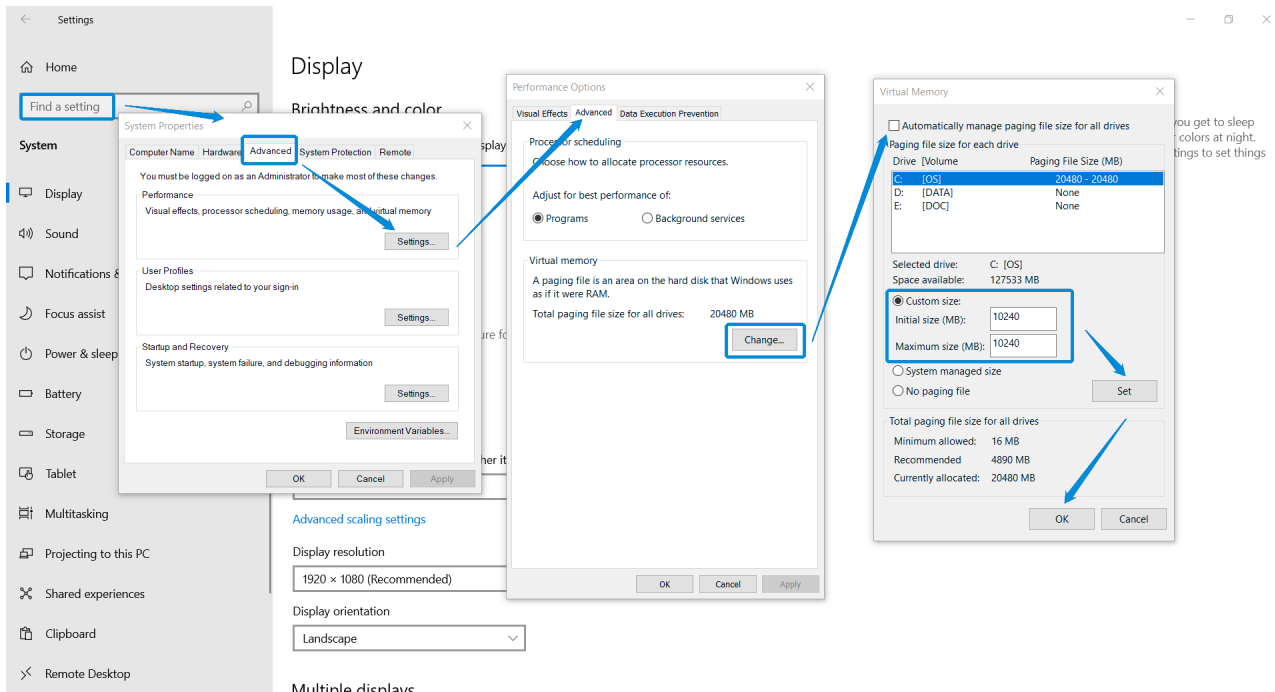 Settings
Home
Find a setting
System
Display
Sound
Notifications &
Focus assist
Power & sleep
Battery
Storage
Tablet
Multitasking
Projecting to this PC
Shared experiences
Clipboard
Remote Desktop
Display
Brightness and color
splay
ure fo
her it
Advanced scaling settings
Display resolution
1920 × 1080 (Recommended)
Display orientation
Landscape
Multiple displays
you get to sleep
colors at night.
tings to set things
System Properties
Computer Name Hardware Advanced System Protection Remote
You must be logged on as an Administrator to make most of these changes.
Performance
Visual effects, processor scheduling, memory usage, and virtual memory
Settings...
User Profiles
Desktop settings related to your sign-in
Settings...
Startup and Recovery
System startup, system failure, and debugging information
Settings...
Environment Variables...
OK Cancel Apply
Performance Options
Visual Effects Advanced Data Execution Prevention
Processor scheduling
Choose how to allocate processor resources.
Adjust for best performance of:
Programs Background services
Virtual memory
A paging file is an area on the hard disk that Windows uses
as if it were RAM.
Total paging file size for all drives: 20480 MB
Change...
OK Cancel Apply
Virtual Memory
Automatically manage paging file size for all drives
Paging file size for each drive
Drive [Volume Paging File Size (MB)
C: [OS] 20480 - 20480
D: [DATA] None
E: [DOC] None
Selected drive: C: [OS]
Space available: 127533 MB
Custom size:
Initial size (MB): 10240
Maximum size (MB): 10240
System managed size
No paging file Set
Total paging file size for all drives
Minimum allowed: 16 MB
Recommended 4890 MB
Currently allocated: 20480 MB
OK Cancel